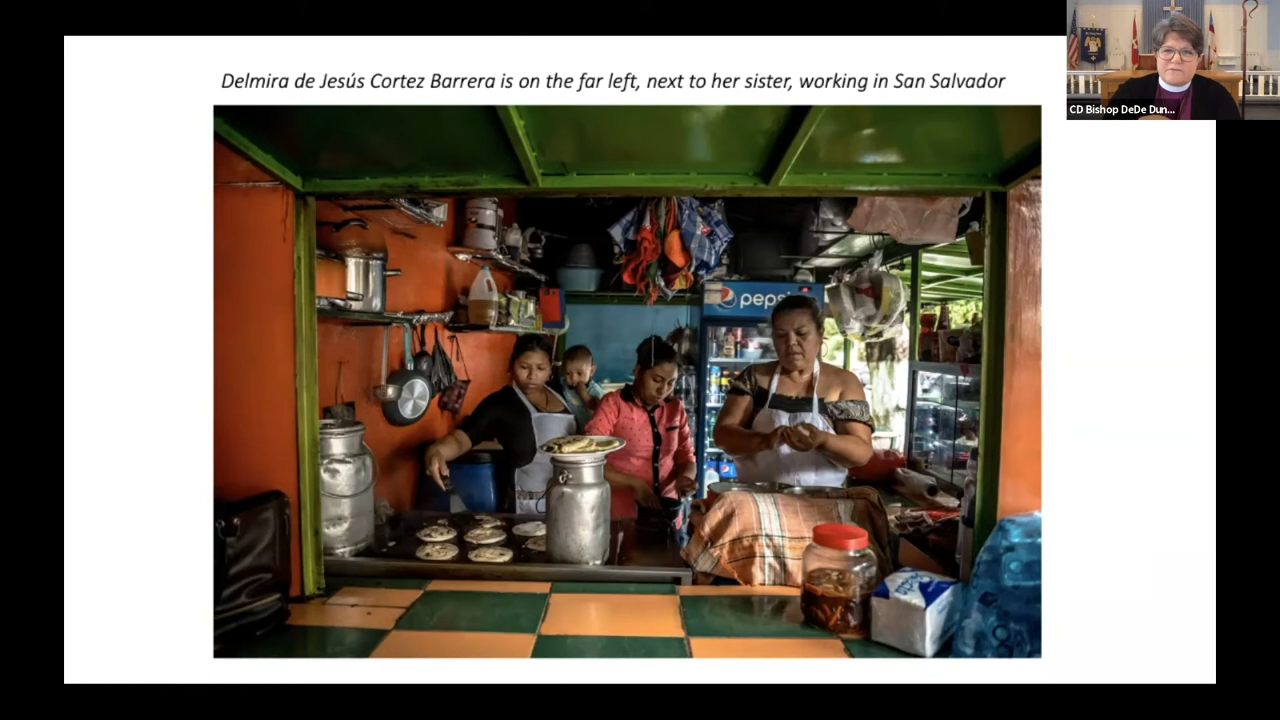 Delmira de Jesús Cortez Barrera is on the far left, next to her sister, working in San Salvador
CD Bishop DeDe Dun...
pepsi